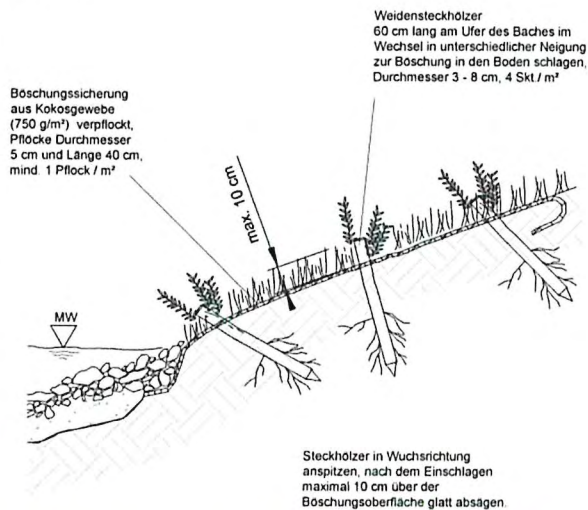 Weidensteckhölzer
60 cm lang am Ufer des Baches im
Wechsel in unterschiedlicher Neigung
zur Böschung in den Boden schlagen,
Durchmesser 3 - 8 cm, 4 Skt./ m²
Böschungssicherung
aus Kokosgewebe
(750 g/m²) verpflockt,
Pflöcke Durchmesser
5 cm und Länge 40 cm,
mind. 1 Pflock / m²
max. 10 cm
MW
Steckhölzer in Wuchsrichtung
anspitzen, nach dem Einschlagen
maximal 10 cm über der
Böschungsoberfläche glatt absägen.